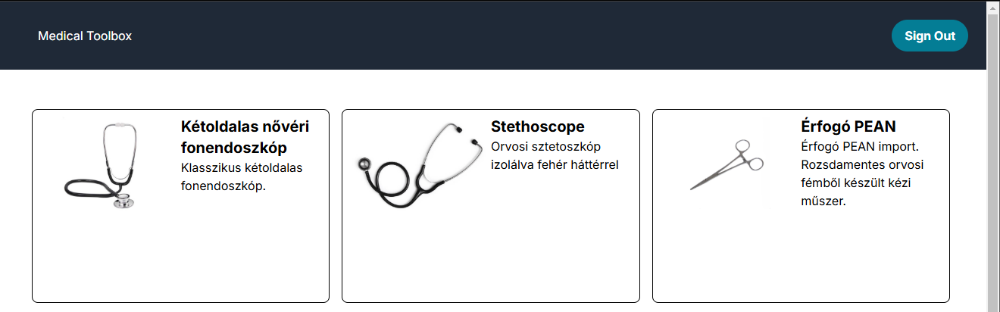 Medical Toolbox
Sign Out
Kétoldalas nővéri
fonendoszkóp
Klasszikus kétoldalas
fonendoszkóp.
Stethoscope
Orvosi sztetoszkóp
izolálva fehér háttérrel
Érfogó PEAN
Érfogó PEAN import.
Rozsdamentes orvosi
fémből készült kézi
műszer.